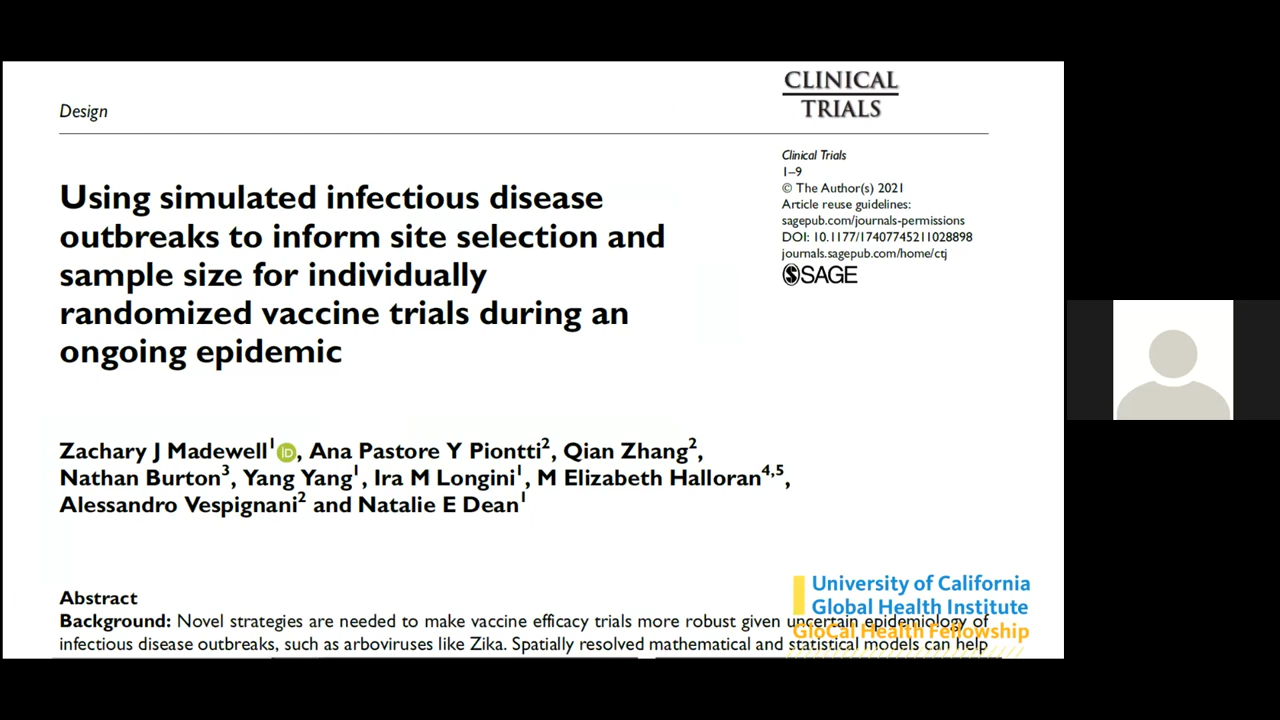 Design
CLINICAL
TRIALS
Clinical Trials
1–9
© The Author(s) 2021
Article reuse guidelines:
sagepub.com/journals-permissions
DOI: 10.1177/17407745211028898
journals.sagepub.com/home/ctj
SAGE
Using simulated infectious disease
outbreaks to inform site selection and
sample size for individually
randomized vaccine trials during an
ongoing epidemic
Zachary J Madewell1 iD, Ana Pastore Y Piontti2, Qian Zhang2,
Nathan Burton3, Yang Yang1, Ira M Longini1, M Elizabeth Halloran4,5,
Alessandro Vespignani2 and Natalie E Dean1
Abstract
Background: Novel strategies are needed to make vaccine efficacy trials more robust given uncertain epidemiology of
infectious disease outbreaks, such as arboviruses like Zika. Spatially resolved mathematical and statistical models can help
University of California
Global Health Institute
GloCal Health Fellowship